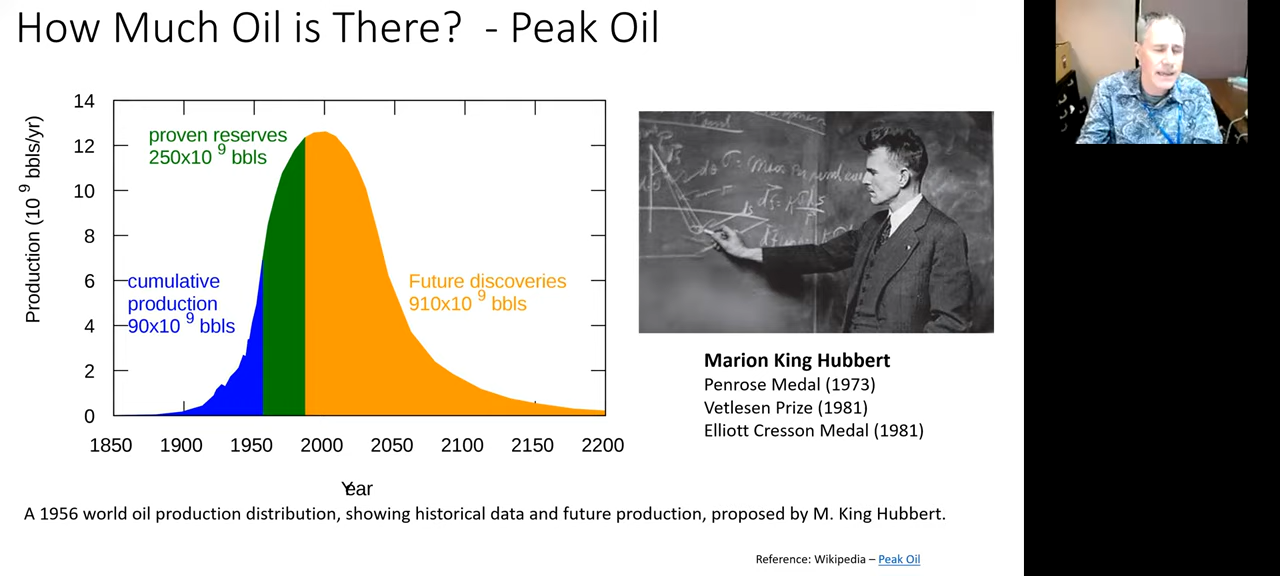 How Much Oil is There?  - Peak Oil
14
12
10
8
6
4
2
0
Production (10 9 bbls/yr)
proven reserves
250x10 9 bbls
cumulative
production
90x10 9 bbls
Future discoveries
910x10 9 bbls
1850 1900 1950 2000 2050 2100 2150 2200
Year
Marion King Hubbert
Penrose Medal (1973)
Vetlesen Prize (1981)
Elliott Cresson Medal (1981)
A 1956 world oil production distribution, showing historical data and future production, proposed by M. King Hubbert.
Reference: Wikipedia – Peak Oil